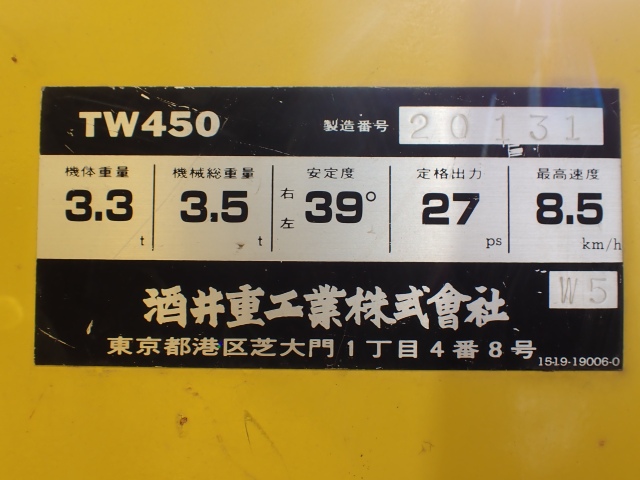 TW450 製造番号 20131
機体重量 機械総重量 安定度 定格出力 最高速度
3.3 t 3.5 t 右 左 39° 27 ps 8.5 km/h
W5
酒井重工業株式會社
東京都港区芝大門1丁目4番8号 1519-19006-0